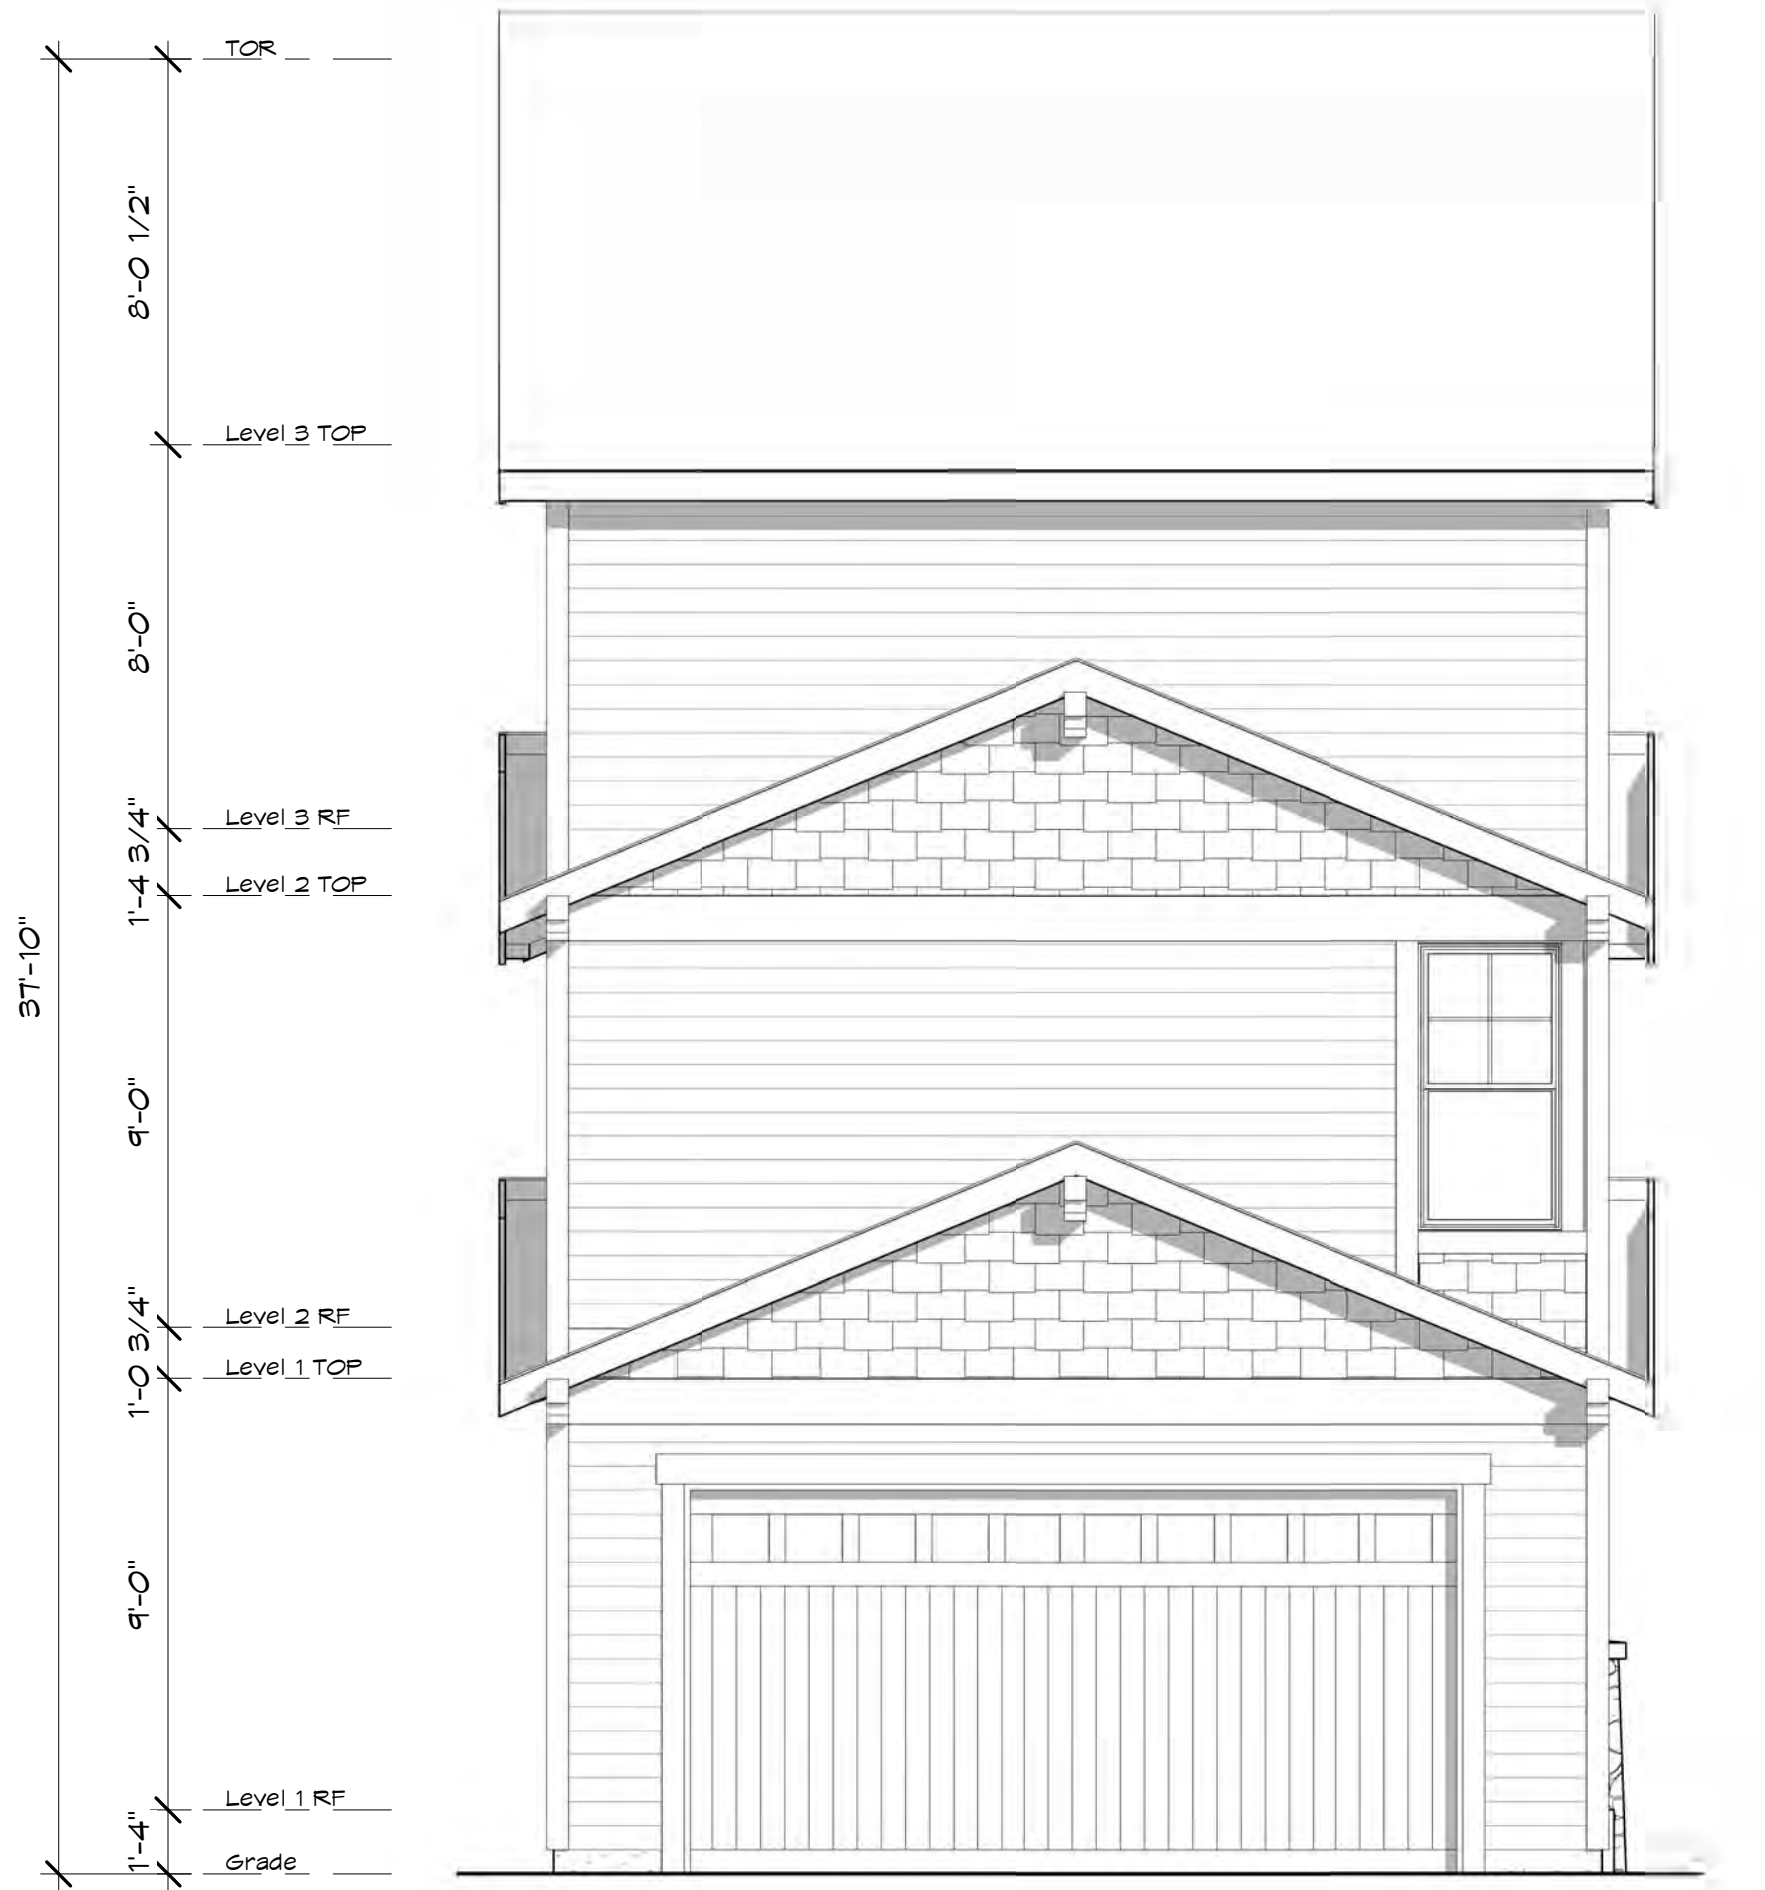 TOR
8'-0 1/2"
Level 3 TOP
8'-0"
Level 3 RF
1'-4 3/4"
Level 2 TOP
37'-10"
9'-0"
Level 2 RF
1'-0 3/4"
Level 1 TOP
9'-0"
Level 1 RF
1'-4"
Grade